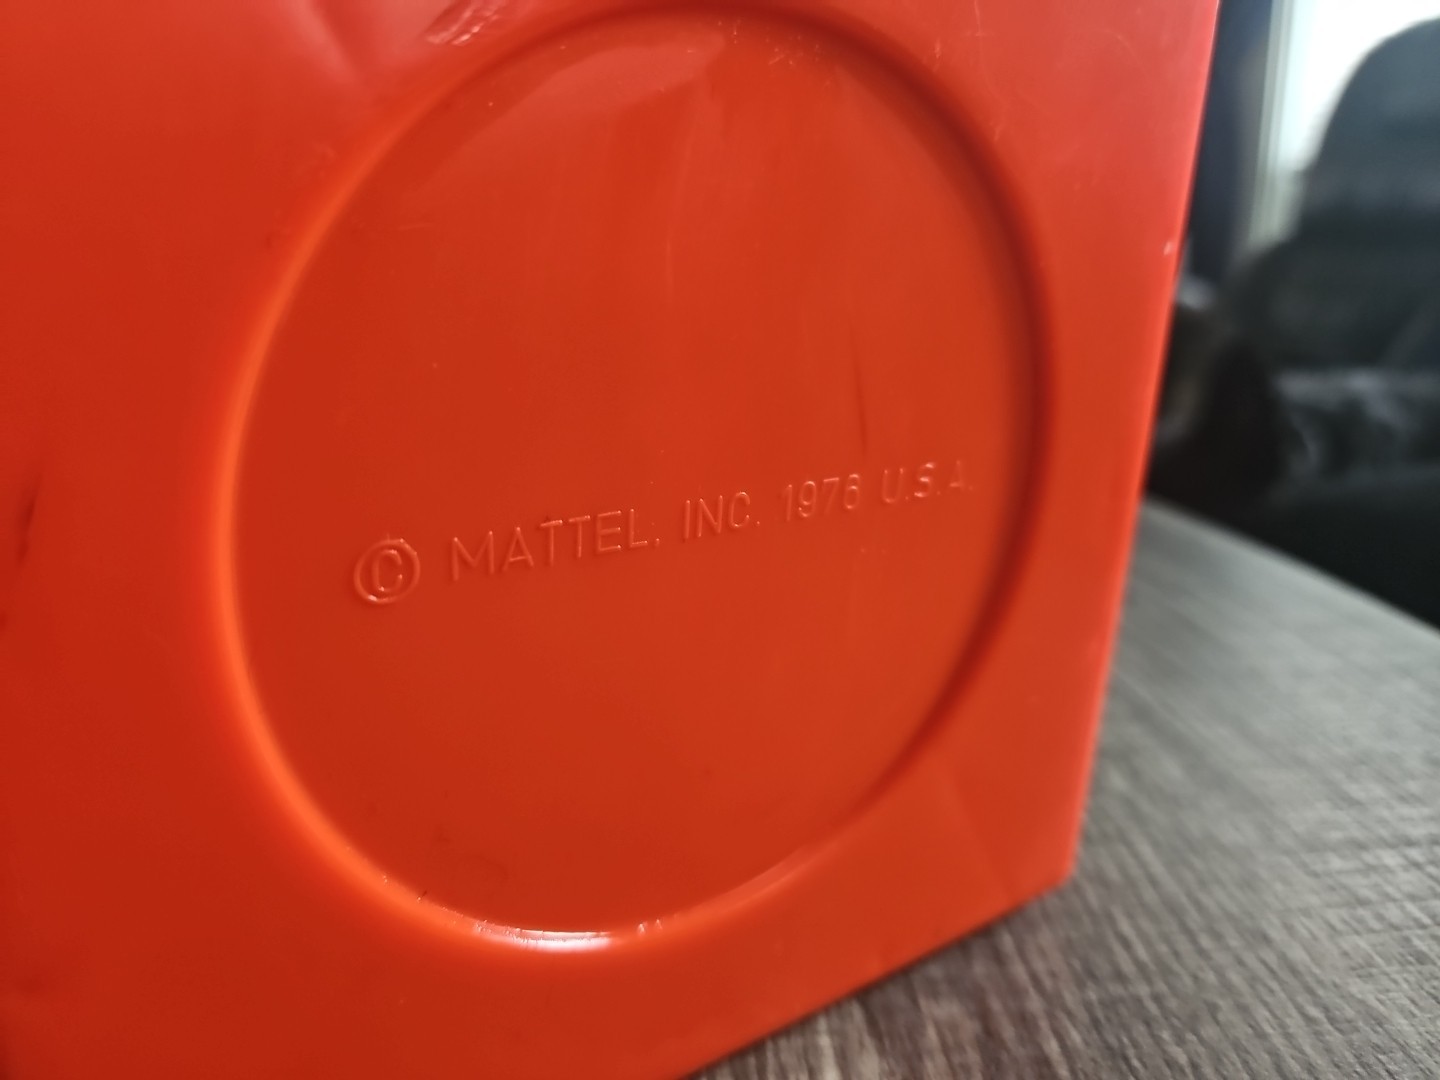 © MATTEL, INC. 1976 U.S.A.